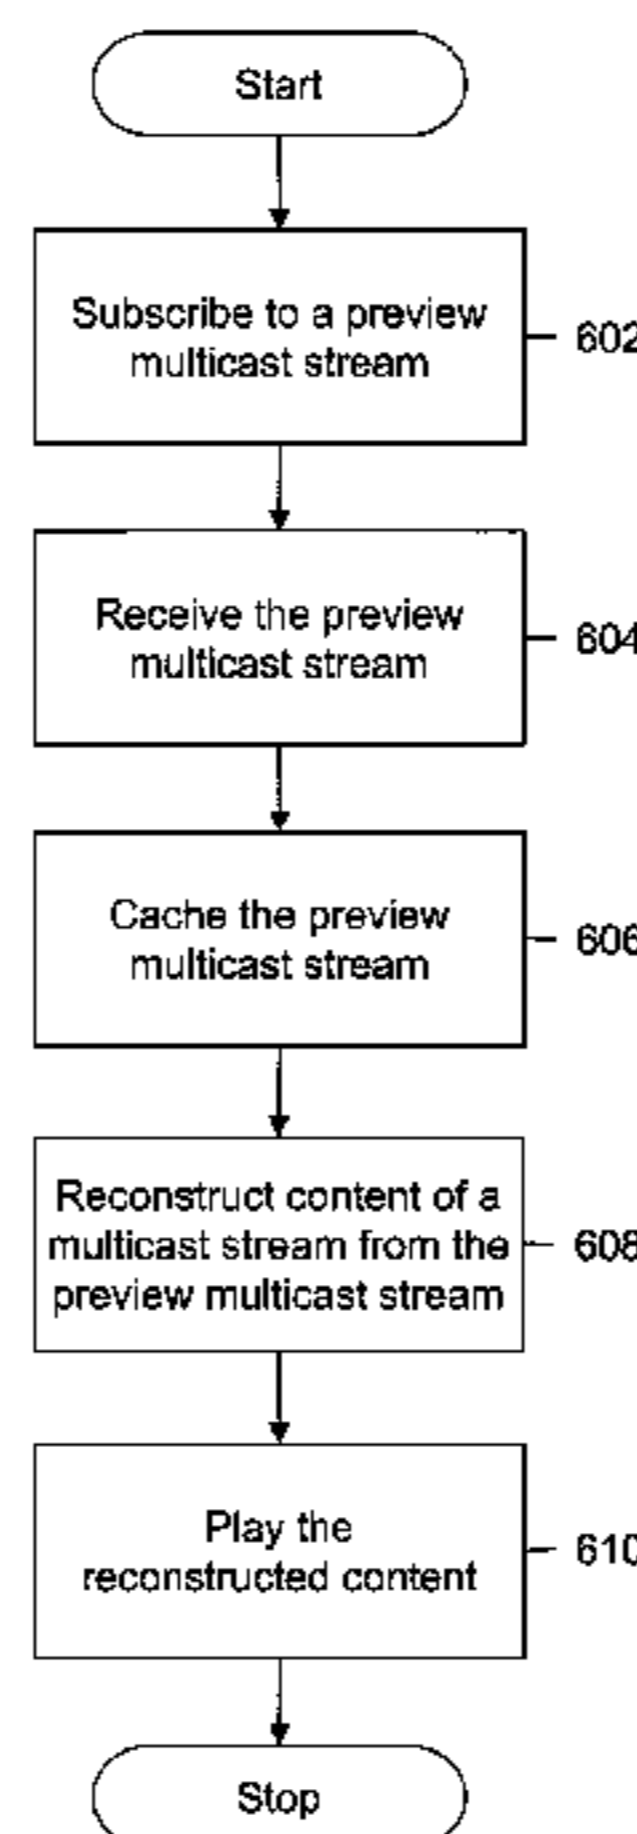 Start
Subscribe to a preview
multicast stream
602
Receive the preview
multicast stream
604
Cache the preview
multicast stream
606
Reconstruct content of a
multicast stream from the
preview multicast stream
608
Play the
reconstructed content
610
Stop